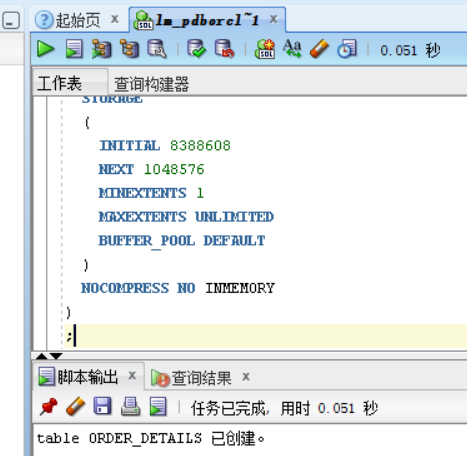 起始页 x
lm_pdborcl~1 x
0.051 秒
工作表 查询构建器
STORAGE
(
INITIAL 8388608
NEXT 1048576
MINEXTENTS 1
MAXEXTENTS UNLIMITED
BUFFER_POOL DEFAULT
)
NOCOMPRESS NO INMEMORY
)
;
脚本输出 x 查询结果 x
任务已完成, 用时 0.051 秒
table ORDER_DETAILS 已创建。